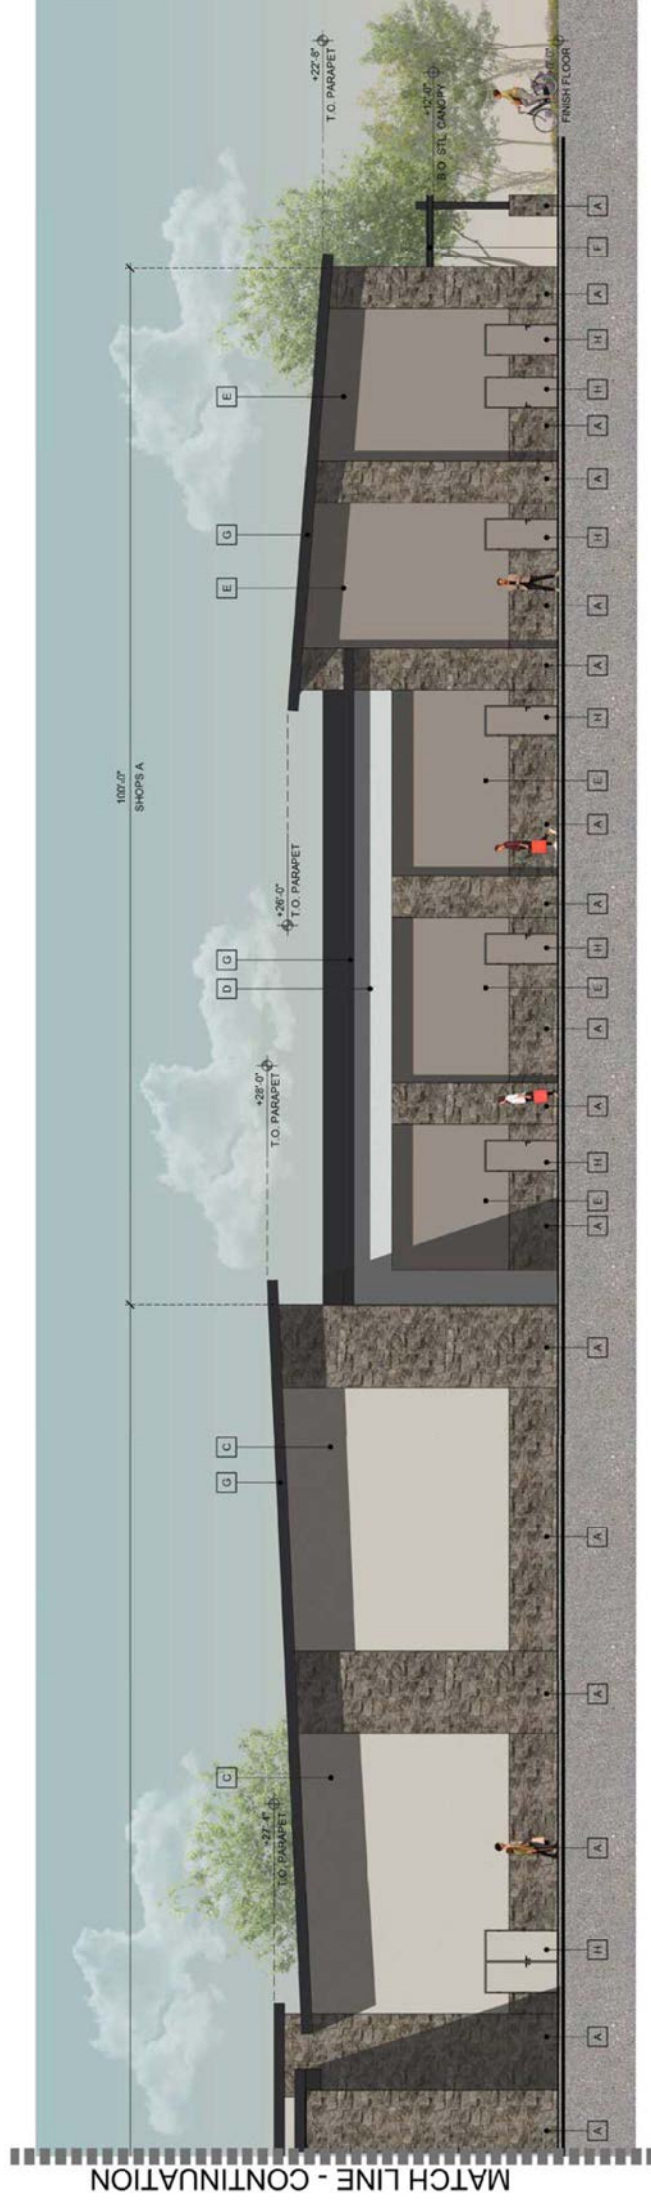 MATCH LINE - CONTINUATION
100'-0"
SHOPS A
C
G
C
D
G
E
G
E
+27'-4"
T.O. PARAPET
+28'-0"
T.O. PARAPET
+26'-0"
T.O. PARAPET
+22'-8"
T.O. PARAPET
+12'-0"
B.O. STL. CANOPY
FINISH FLOOR
A
A
H
A
A
A
A
A
E
H
A
A
E
H
A
A
E
H
A
A
H
A
A
H
H
A
F
A